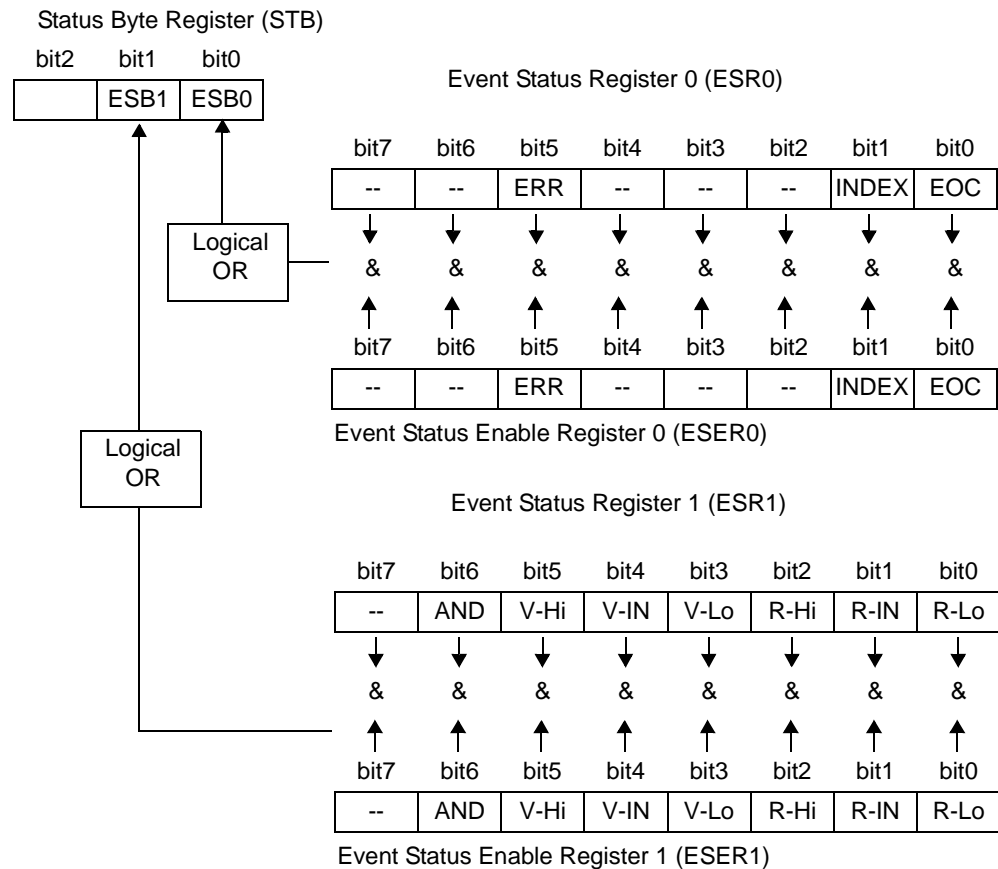 Status Byte Register (STB)
bit2 bit1 bit0
ESB1 ESB0
Event Status Register 0 (ESR0)
bit7 bit6 bit5 bit4 bit3 bit2 bit1 bit0
-- -- ERR -- -- -- INDEX EOC
Logical
OR
& & & & & & & &
bit7 bit6 bit5 bit4 bit3 bit2 bit1 bit0
-- -- ERR -- -- -- INDEX EOC
Event Status Enable Register 0 (ESER0)
Logical
OR
Event Status Register 1 (ESR1)
bit7 bit6 bit5 bit4 bit3 bit2 bit1 bit0
-- AND V-Hi V-IN V-Lo R-Hi R-IN R-Lo
& & & & & & & &
bit7 bit6 bit5 bit4 bit3 bit2 bit1 bit0
-- AND V-Hi V-IN V-Lo R-Hi R-IN R-Lo
Event Status Enable Register 1 (ESER1)